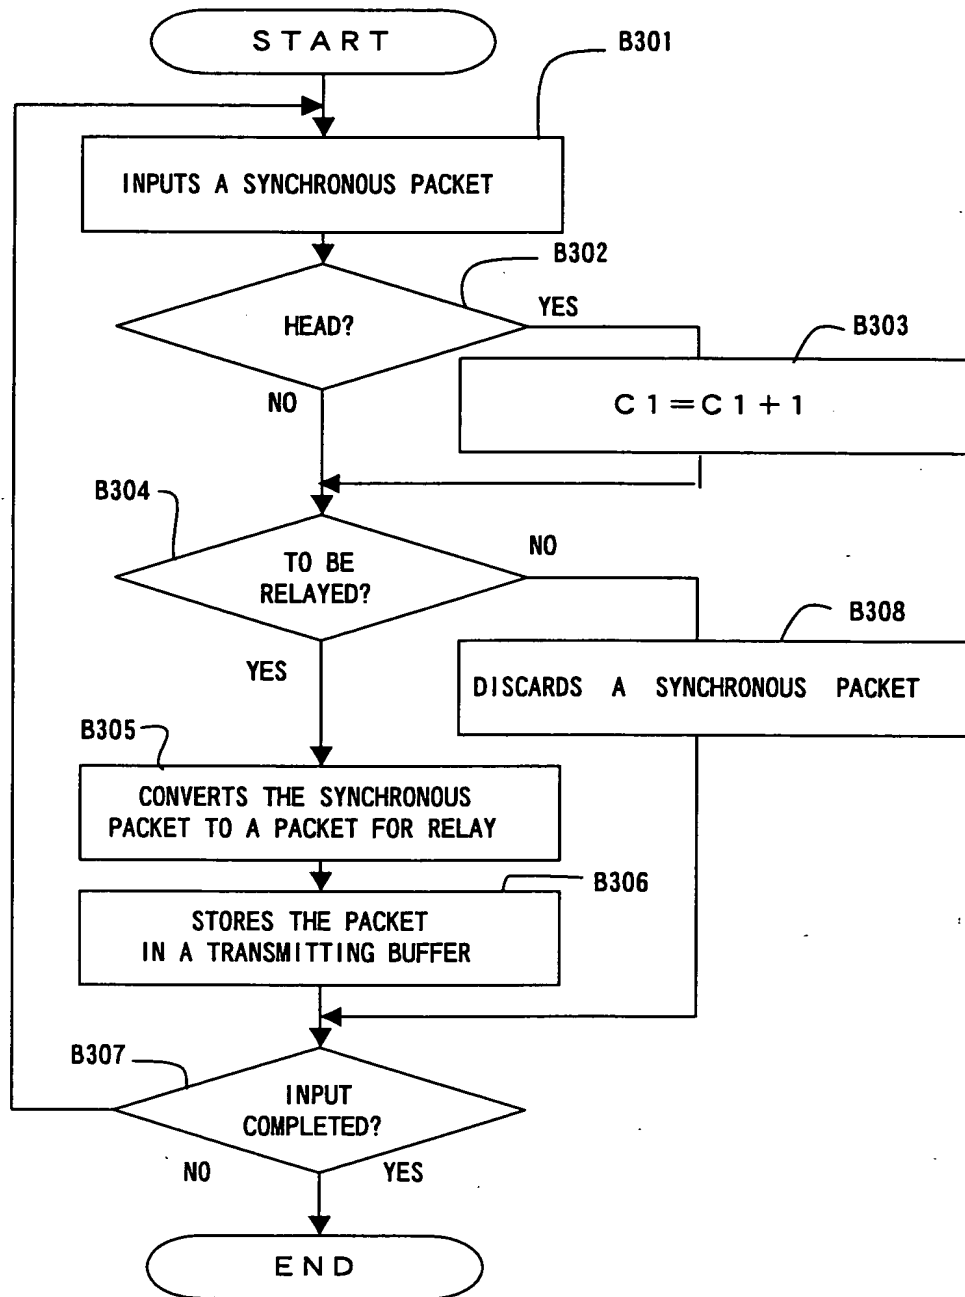 START
B301
INPUTS A SYNCHRONOUS PACKET
B302
HEAD?
YES
B303
C1=C1+1
NO
B304
TO BE
RELAYED?
NO
B308
YES
DISCARDS A SYNCHRONOUS PACKET
B305
CONVERTS THE SYNCHRONOUS
PACKET TO A PACKET FOR RELAY
B306
STORES THE PACKET
IN A TRANSMITTING BUFFER
B307
INPUT
COMPLETED?
NO
YES
END